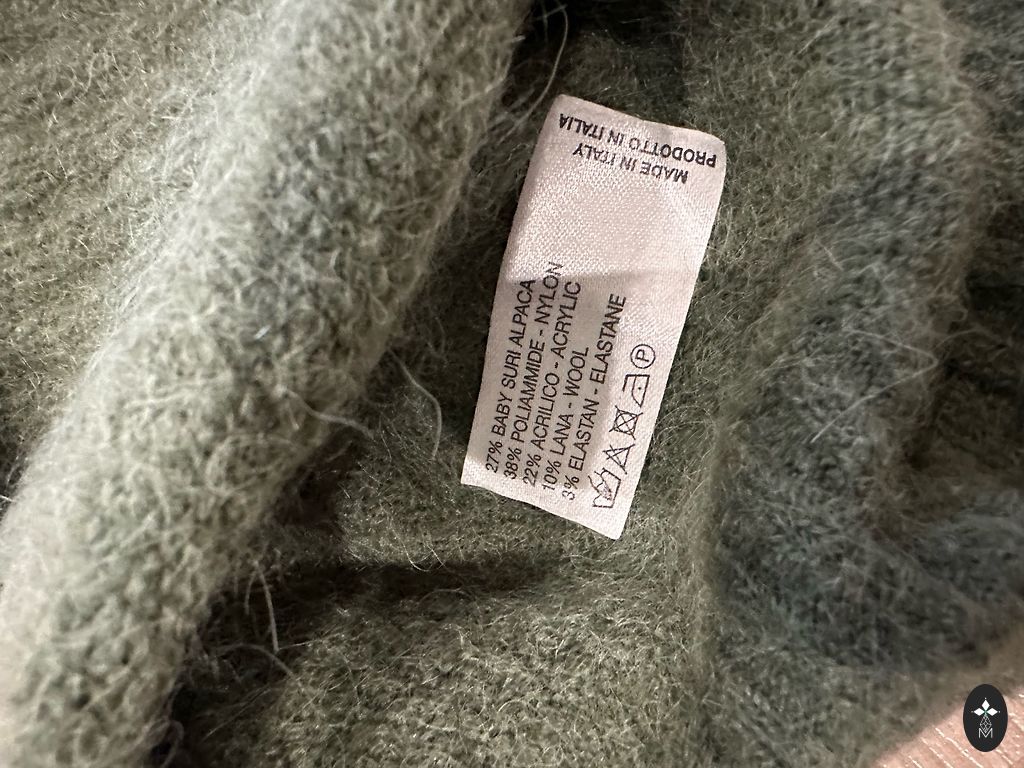 27% BABY SURI ALPACA
38% POLIAMMIDE - NYLON
22% ACRILICO - ACRYLIC
10% LANA - WOOL
3% ELASTAN - ELASTANE
P
MADE IN ITALY
PRODOTTO IN ITALIA
M